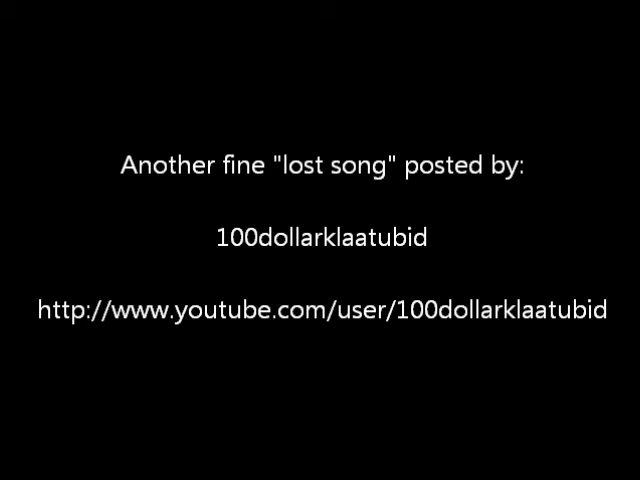 Another fine "lost song" posted by:
100dollarklaatubid
http://www.youtube.com/user/100dollarklaatubid